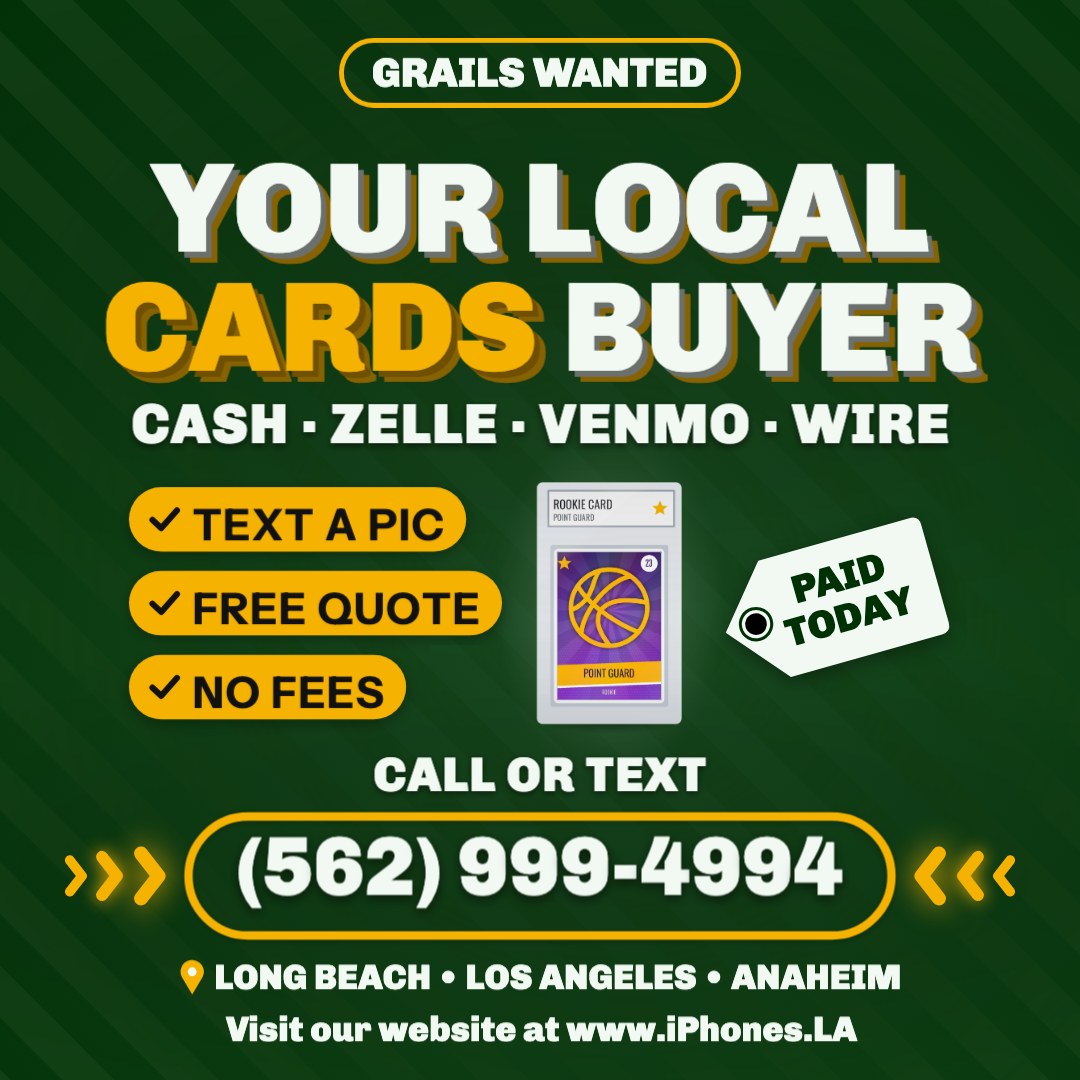 GRAILS WANTED
YOUR LOCAL
CARDS BUYER
CASH · ZELLE · VENMO · WIRE
TEXT A PIC
FREE QUOTE
NO FEES
ROOKIE CARD
POINT GUARD
23
POINT GUARD
ROOKIE
PAID
TODAY
CALL OR TEXT
(562) 999-4994
LONG BEACH • LOS ANGELES • ANAHEIM
Visit our website at www.iPhones.LA